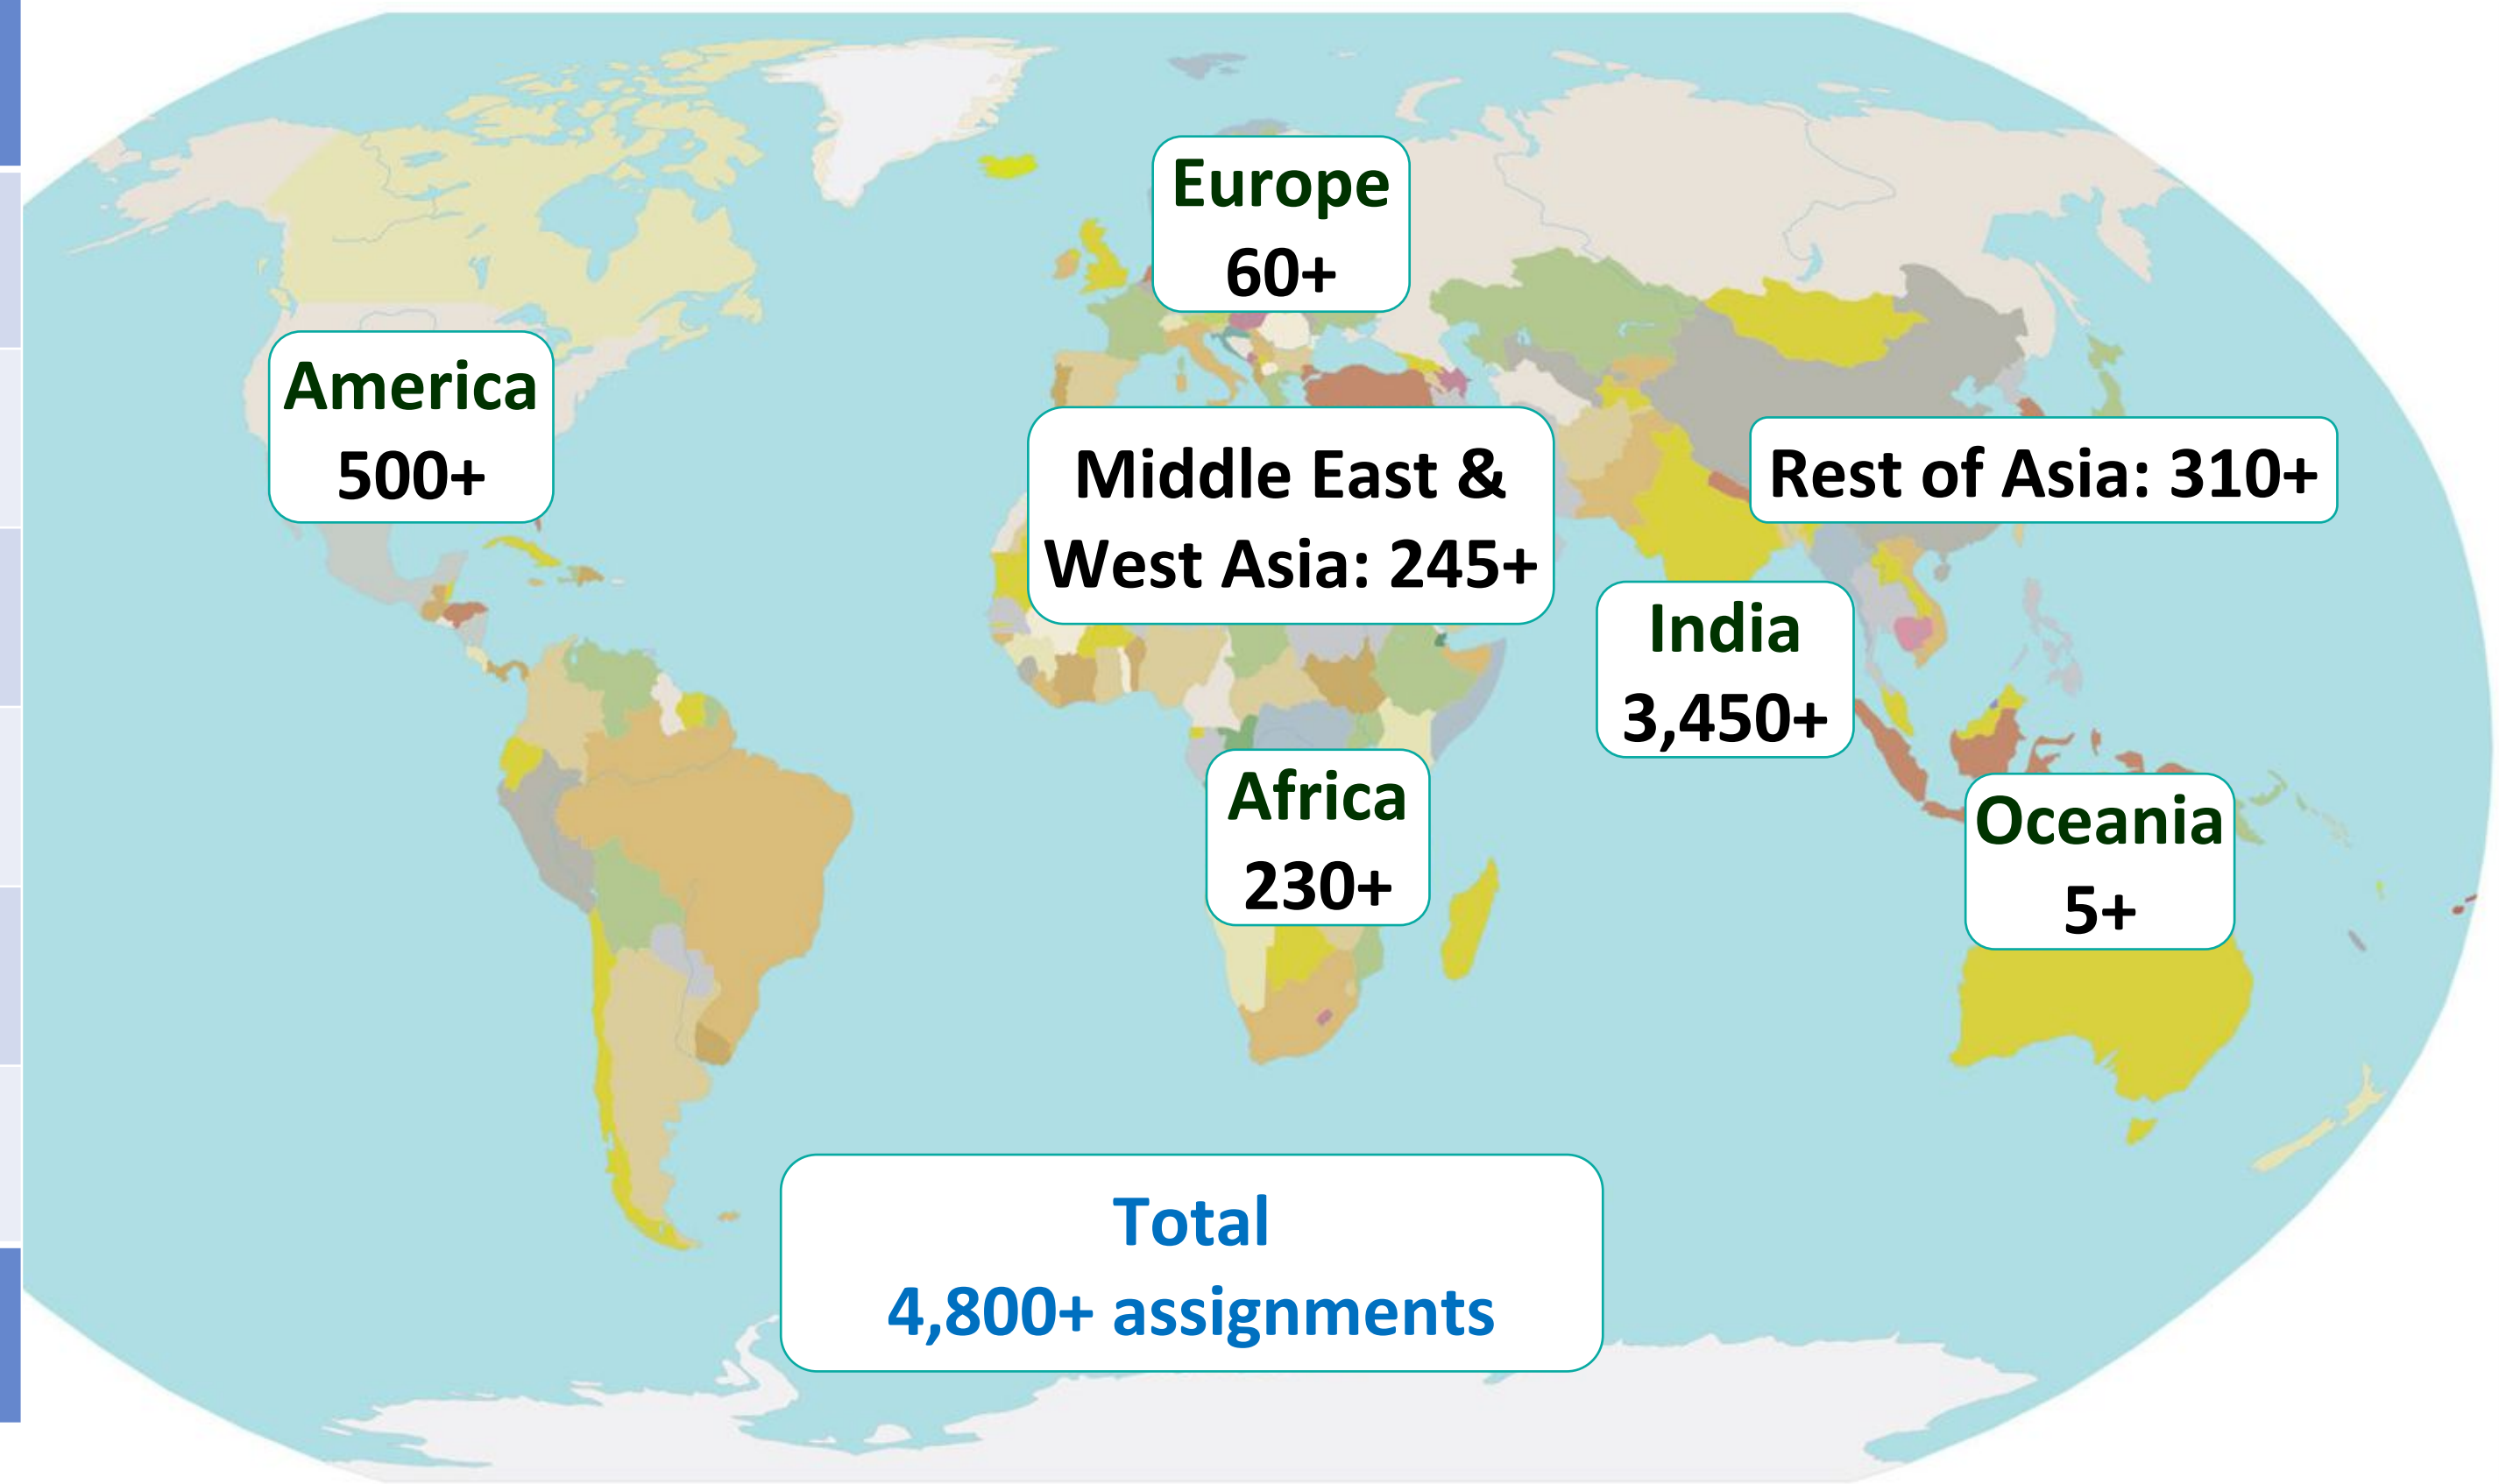 Europe
60+
America
500+
Middle East &
West Asia: 245+
Rest of Asia: 310+
India
3,450+
Africa
230+
Oceania
5+
Total
4,800+ assignments